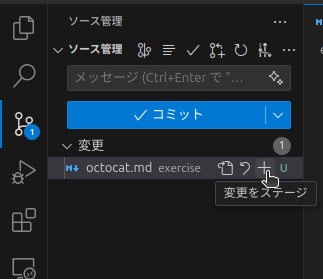 ソース管理
ソース管理
メッセージ (Ctrl+Enter で "...
コミット
変更 1
octocat.md exercise U
変更をステージ
1